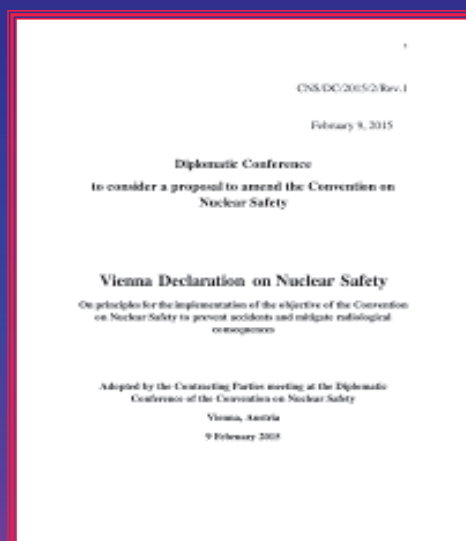 1
CNS/DC/2015/2/Rev.1
February 9, 2015
Diplomatic Conference
to consider a proposal to amend the Convention on
Nuclear Safety
Vienna Declaration on Nuclear Safety
On principles for the implementation of the objective of the Convention
on Nuclear Safety to prevent accidents and mitigate radiological
consequences
Adopted by the Contracting Parties meeting at the Diplomatic
Conference of the Convention on Nuclear Safety
Vienna, Austria
9 February 2015